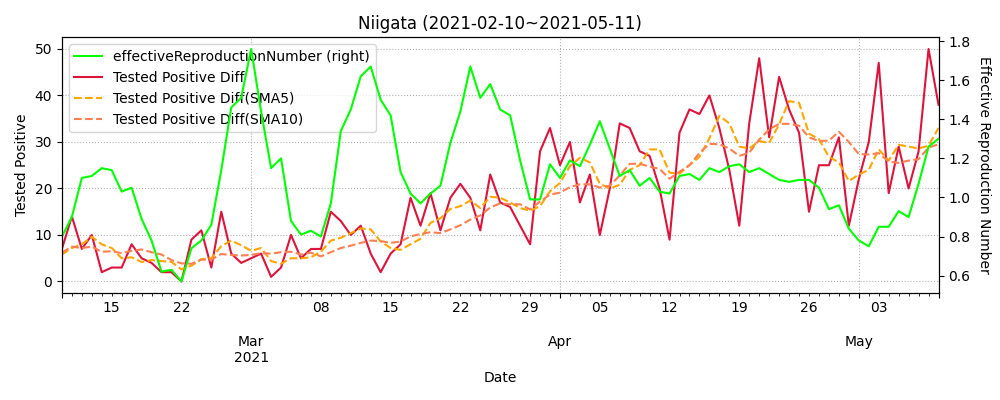 Niigata (2021-02-10~2021-05-11)
effectiveReproductionNumber (right)
Tested Positive Diff
Tested Positive Diff(SMA5)
Tested Positive Diff(SMA10)
Tested Positive
50
40
30
20
10
0
1.8
1.6
1.4
1.2
1.0
0.8
0.6
Effective Reproduction Number
15 22 08 15 22 29 05 12 19 26 03
Mar Apr May
2021
Date